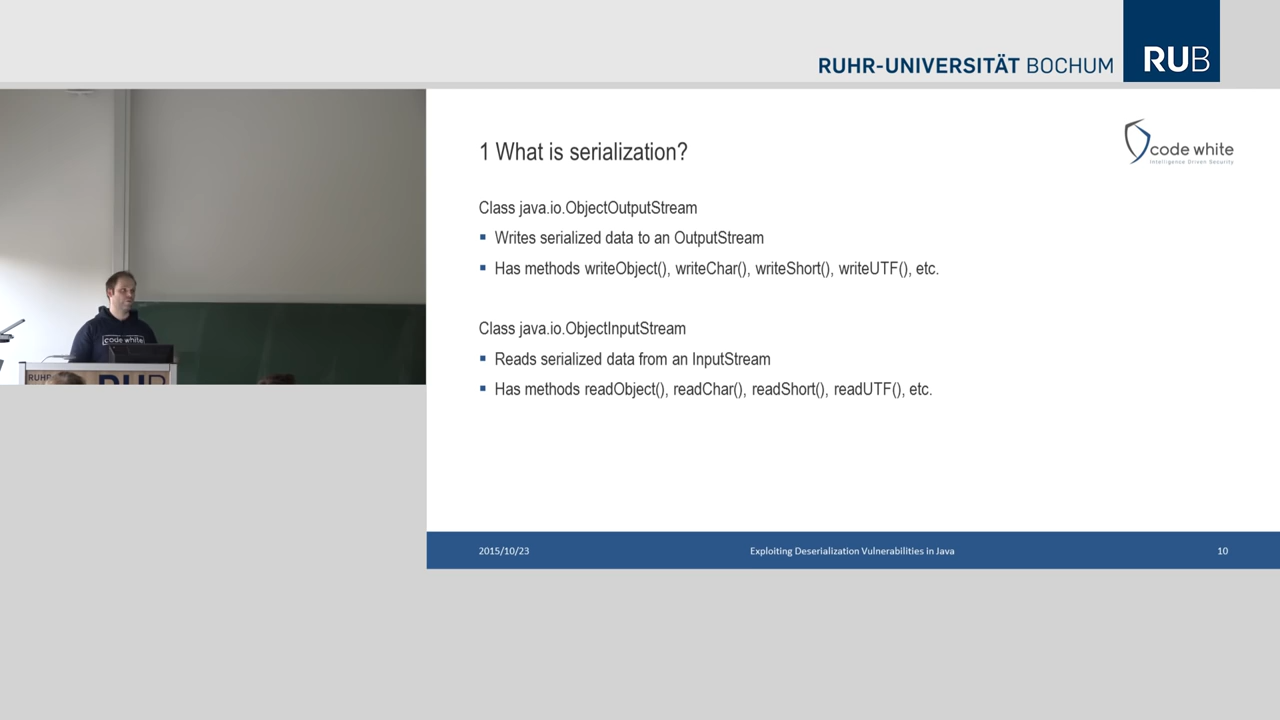 RUHR-UNIVERSITÄT BOCHUM
RUB
1 What is serialization?
code white
Intelligence Driven Security
Class java.io.ObjectOutputStream
▪ Writes serialized data to an OutputStream
▪ Has methods writeObject(), writeChar(), writeShort(), writeUTF(), etc.
Class java.io.ObjectInputStream
▪ Reads serialized data from an InputStream
▪ Has methods readObject(), readChar(), readShort(), readUTF(), etc.
code white
RUHR
RUB
2015/10/23
Exploiting Deserialization Vulnerabilities in Java
10